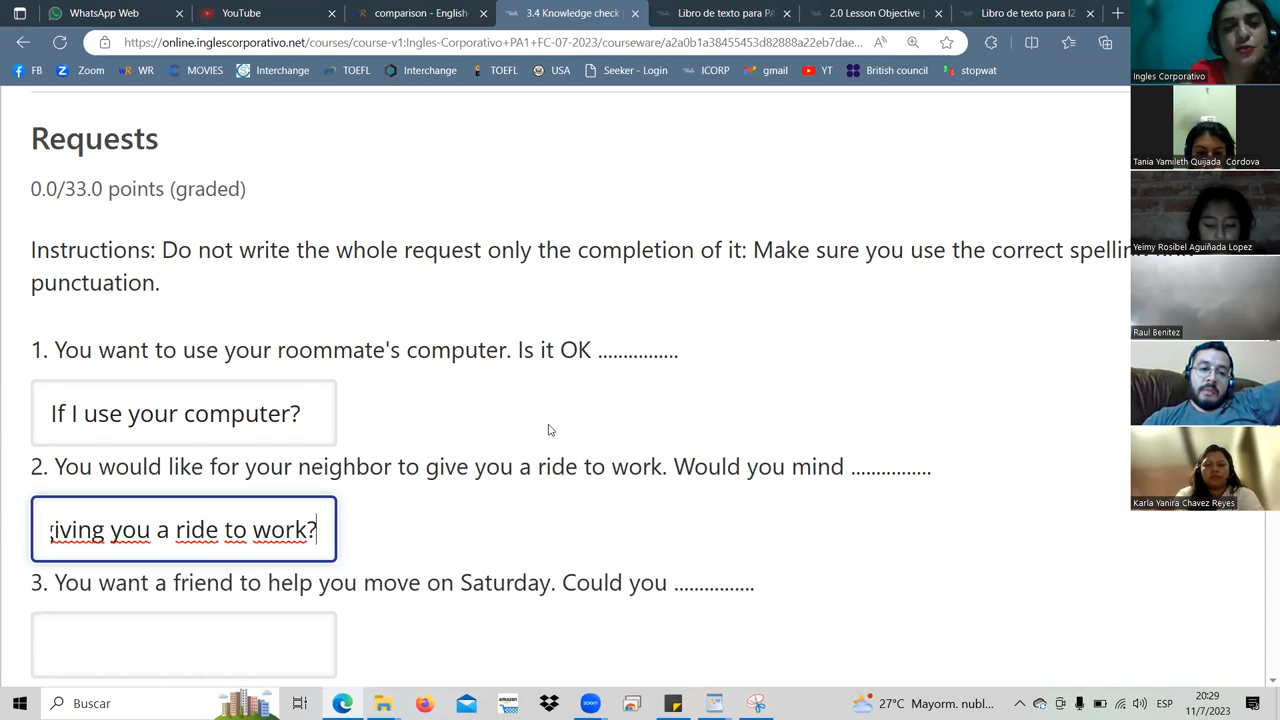 WhatsApp Web
YouTube
comparison - English-
3.4 Knowledge check
Libro de texto para PA
2.0 Lesson Objective |
Libro de texto para I2
https://online.inglescorporativo.net/courses/course-v1:Ingles-Corporativo+PA1+FC-07-2023/courseware/a2a0b1a38455453d82888a22eb7dae...
FB
Zoom
WR
MOVIES
Interchange
TOEFL
Interchange
TOEFL
USA
Seeker - Login
ICORP
gmail
YT
British council
stopwat
Ingles Corporativo
Tania Yamileth Quijada Cordova
Yeimy Rosibel Aguiñada Lopez
Raul Benitez
Karla Yanira Chavez Reyes
Requests
0.0/33.0 points (graded)
Instructions: Do not write the whole request only the completion of it: Make sure you use the correct spellin
punctuation.
1. You want to use your roommate's computer. Is it OK ...............
If I use your computer?
2. You would like for your neighbor to give you a ride to work. Would you mind ...............
iving you a ride to work?
3. You want a friend to help you move on Saturday. Could you ...............
Buscar
27°C Mayorm. nubl...
ESP
20:29
11/7/2023